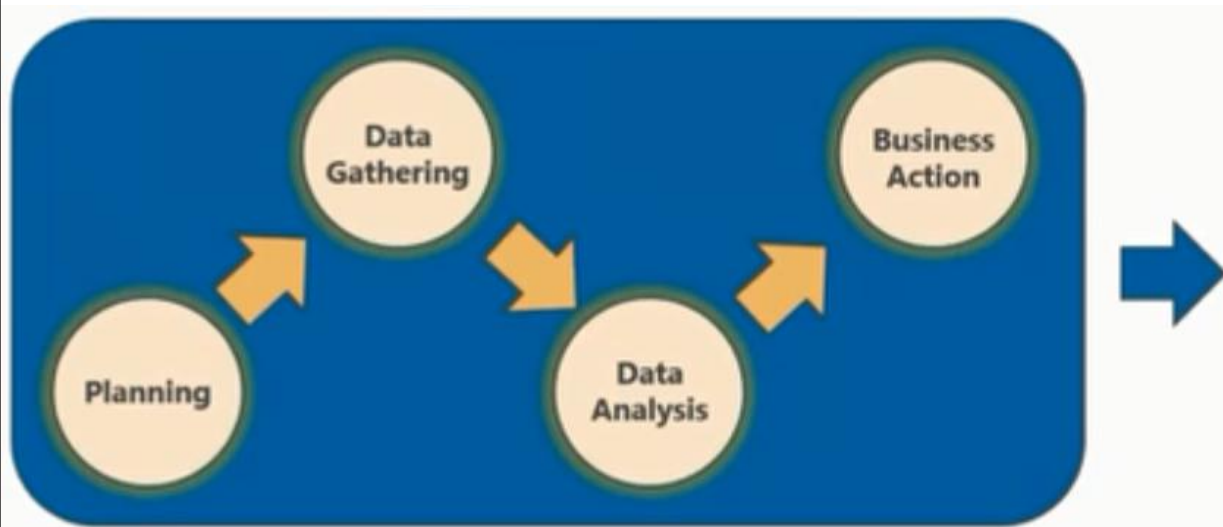 Planning
Data
Gathering
Data
Analysis
Business
Action